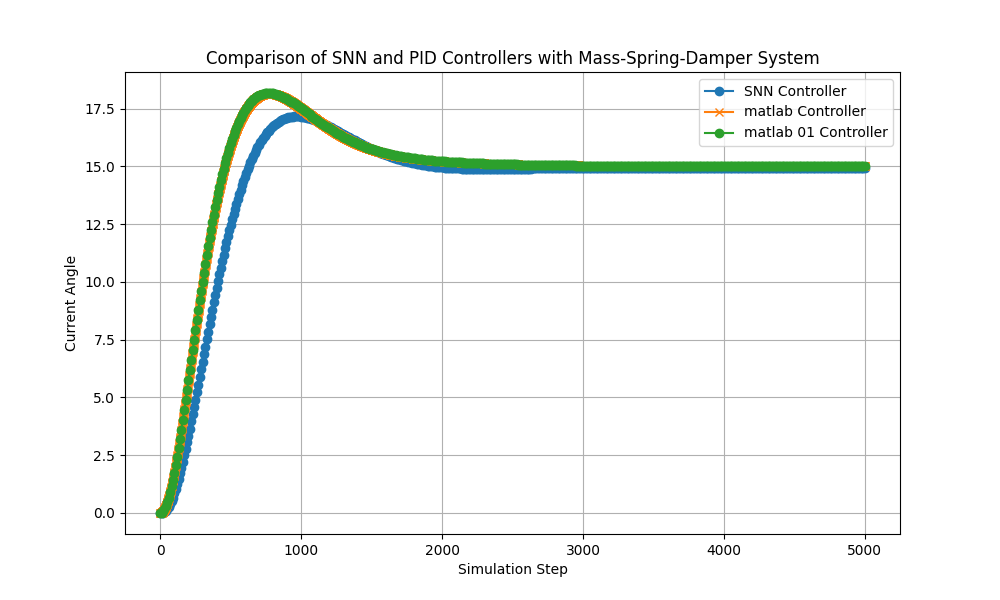 Comparison of SNN and PID Controllers with Mass-Spring-Damper System
SNN Controller
matlab Controller
matlab 01 Controller
17.5
15.0
12.5
10.0
7.5
5.0
2.5
0.0
Current Angle
0 1000 2000 3000 4000 5000
Simulation Step